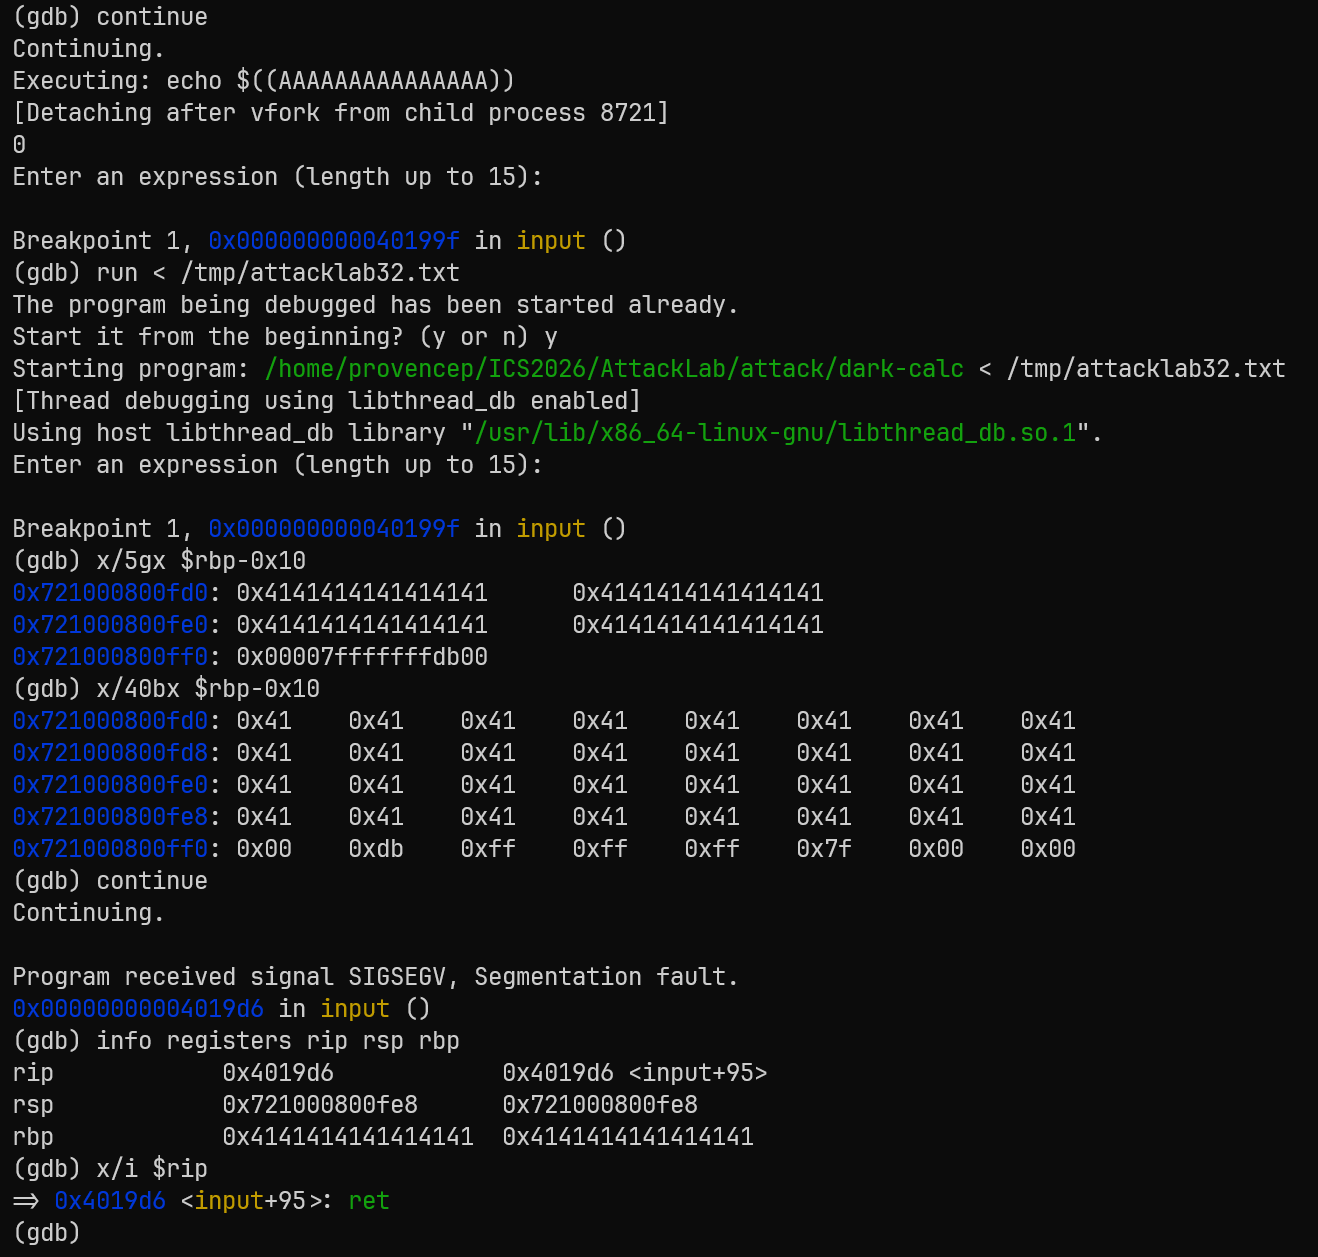 (gdb) continue
Continuing.
Executing: echo $((AAAAAAAAAAAAAAA))
[Detaching after vfork from child process 8721]
0
Enter an expression (length up to 15):
Breakpoint 1, 0x000000000040199f in input ()
(gdb) run < /tmp/attacklab32.txt
The program being debugged has been started already.
Start it from the beginning? (y or n) y
Starting program: /home/provencep/ICS2026/AttackLab/attack/dark-calc < /tmp/attacklab32.txt
[Thread debugging using libthread_db enabled]
Using host libthread_db library "/usr/lib/x86_64-linux-gnu/libthread_db.so.1".
Enter an expression (length up to 15):
Breakpoint 1, 0x000000000040199f in input ()
(gdb) x/5gx $rbp-0x10
0x721000800fd0: 0x4141414141414141      0x4141414141414141
0x721000800fe0: 0x4141414141414141      0x4141414141414141
0x721000800ff0: 0x00007fffffffdb00
(gdb) x/40bx $rbp-0x10
0x721000800fd0: 0x41    0x41    0x41    0x41    0x41    0x41    0x41    0x41
0x721000800fd8: 0x41    0x41    0x41    0x41    0x41    0x41    0x41    0x41
0x721000800fe0: 0x41    0x41    0x41    0x41    0x41    0x41    0x41    0x41
0x721000800fe8: 0x41    0x41    0x41    0x41    0x41    0x41    0x41    0x41
0x721000800ff0: 0x00    0xdb    0xff    0xff    0xff    0x7f    0x00    0x00
(gdb) continue
Continuing.
Program received signal SIGSEGV, Segmentation fault.
0x00000000004019d6 in input ()
(gdb) info registers rip rsp rbp
rip            0x4019d6            0x4019d6 <input+95>
rsp            0x721000800fe8      0x721000800fe8
rbp            0x4141414141414141  0x4141414141414141
(gdb) x/i $rip
=> 0x4019d6 <input+95>: ret
(gdb)